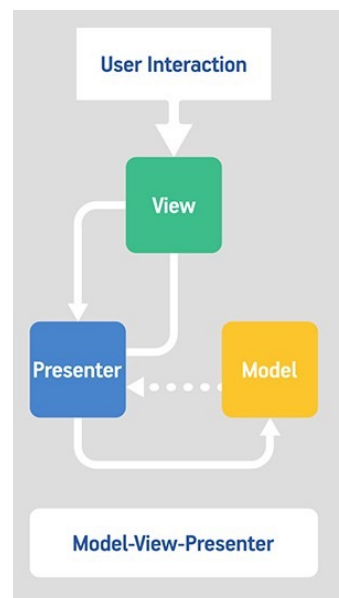 User Interaction
View
Presenter
Model
Model-View-Presenter